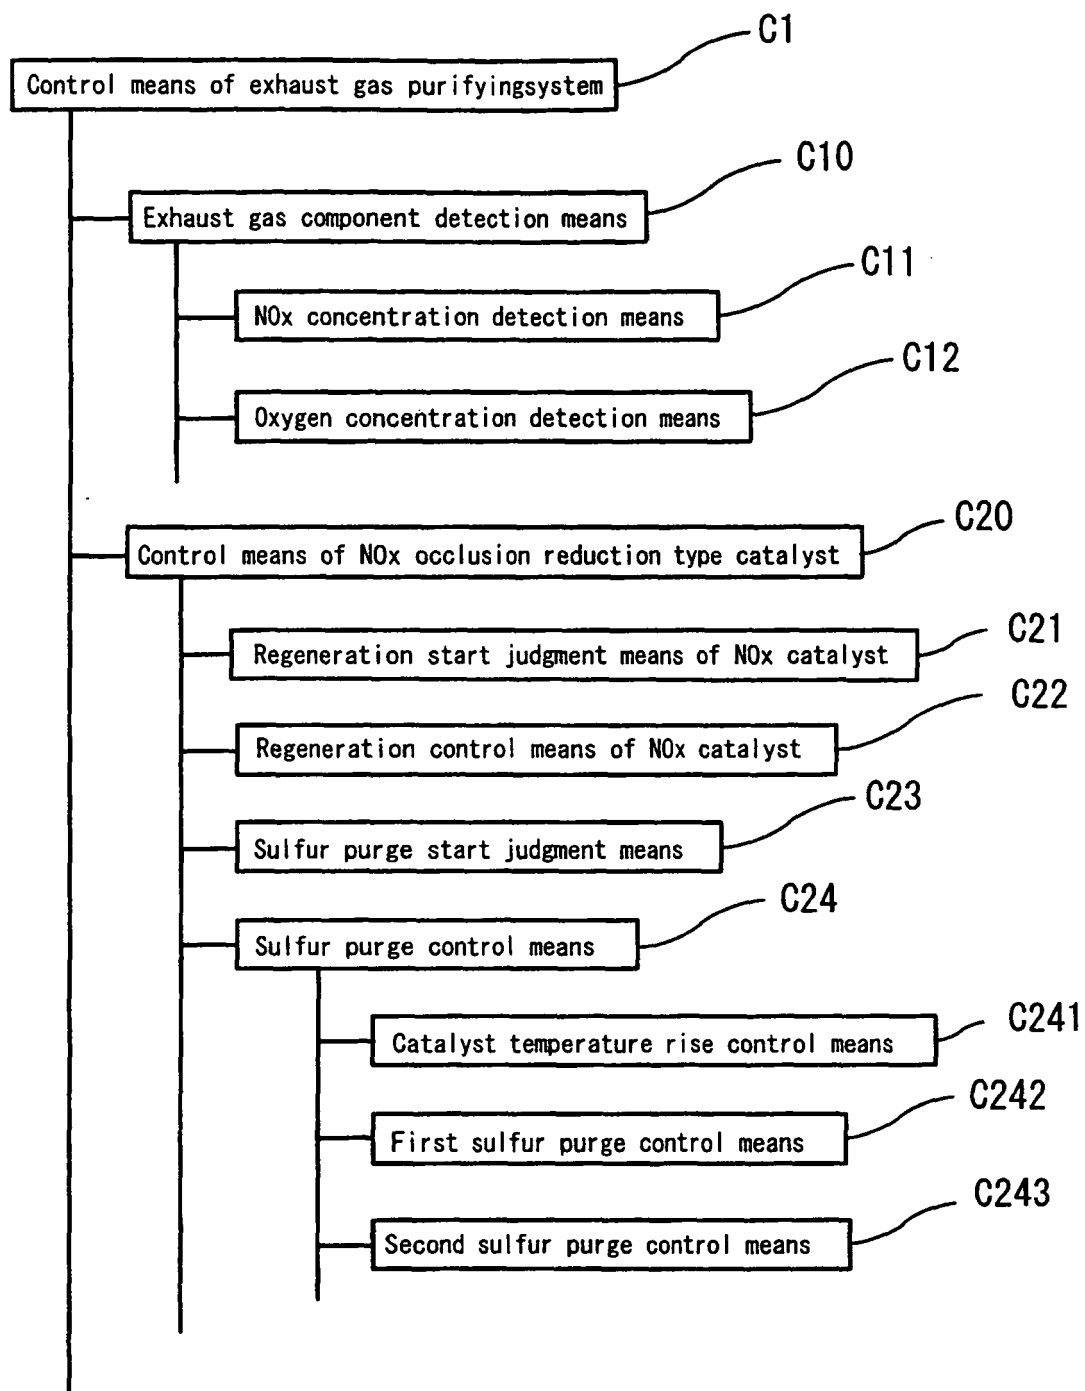 C1
Control means of exhaust gas purifyingsystem
C10
Exhaust gas component detection means
C11
NOx concentration detection means
C12
Oxygen concentration detection means
C20
Control means of NOx occlusion reduction type catalyst
C21
Regeneration start judgment means of NOx catalyst
C22
Regeneration control means of NOx catalyst
C23
Sulfur purge start judgment means
C24
Sulfur purge control means
C241
Catalyst temperature rise control means
C242
First sulfur purge control means
C243
Second sulfur purge control means